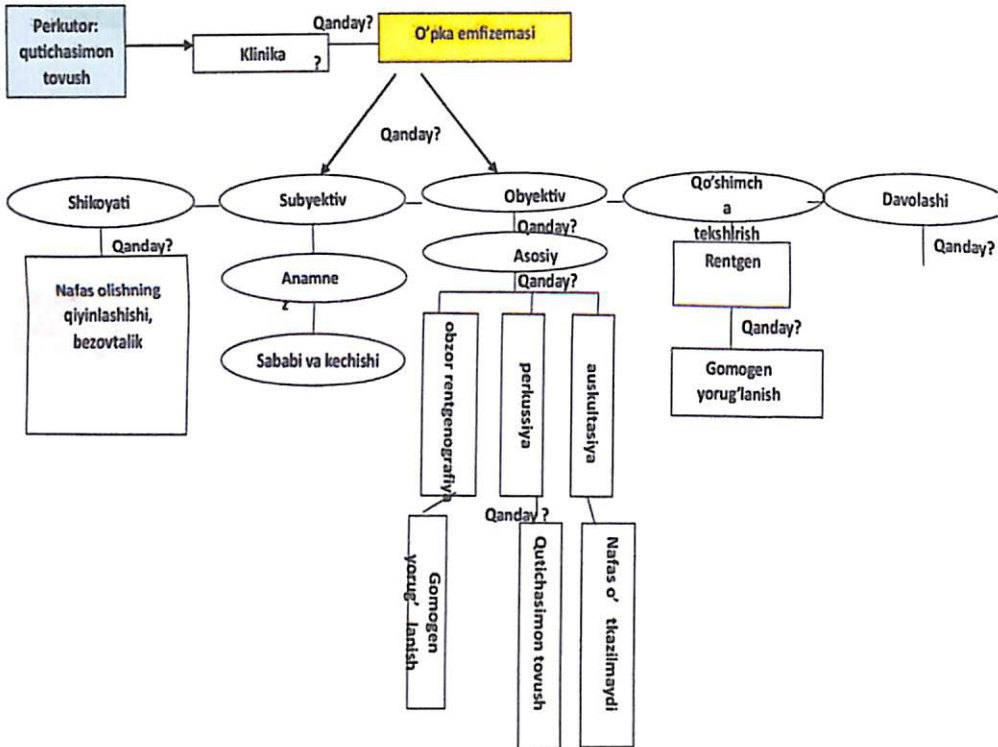 Perkutor:
qutichasimon
tovush
Qanday?
Klinika
?
O'pka emfizemasi
Qanday?
Shikoyati
Subyektiv
Obyektiv
Qo'shimch
a
tekshirish
Davolashi
Qanday?
Nafas olishning
qiyinlashishi,
bezovtalik
Anamne
z
Sababi va kechishi
Qanday?
Asosiy
Qanday?
obzor rentgenografiya
perkussiya
auskultasiya
Qanday ?
Gomogen
yorug' lanish
Qutichasimon tovush
Nafas o' tkazilmaydi
Rentgen
Qanday?
Gomogen
yorug'lanish
Qanday?